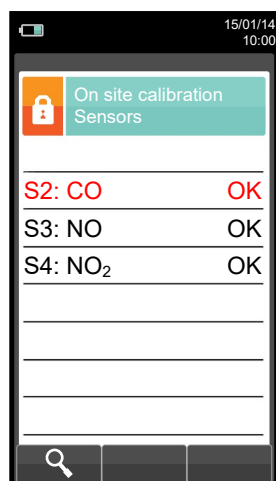 15/01/14
10:00
On site calibration
Sensors
S2: CO OK
S3: NO OK
S4: NO₂ OK